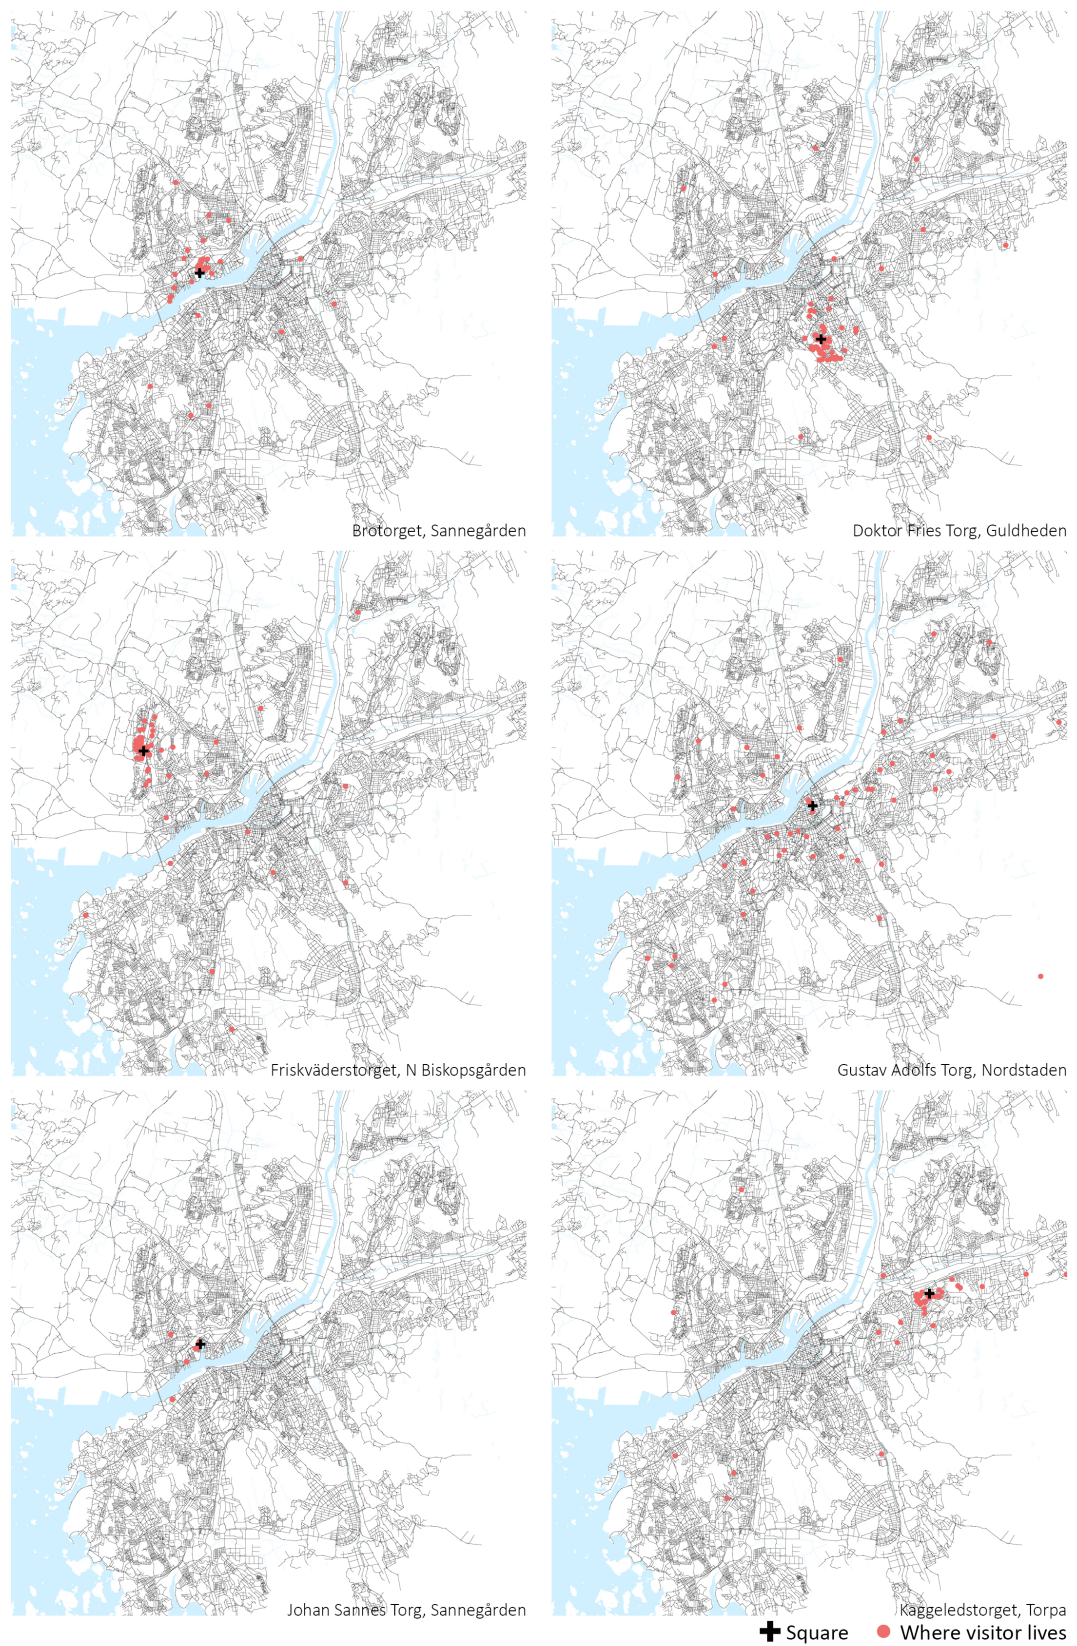 Brotorget, Sannegården
Doktor Fries Torg, Guldheden
Friskväderstorget, N Biskopsgården
Gustav Adolfs Torg, Nordstaden
Johan Sannes Torg, Sannegården
Kaggeledstorget, Torpa
Square
Where visitor lives